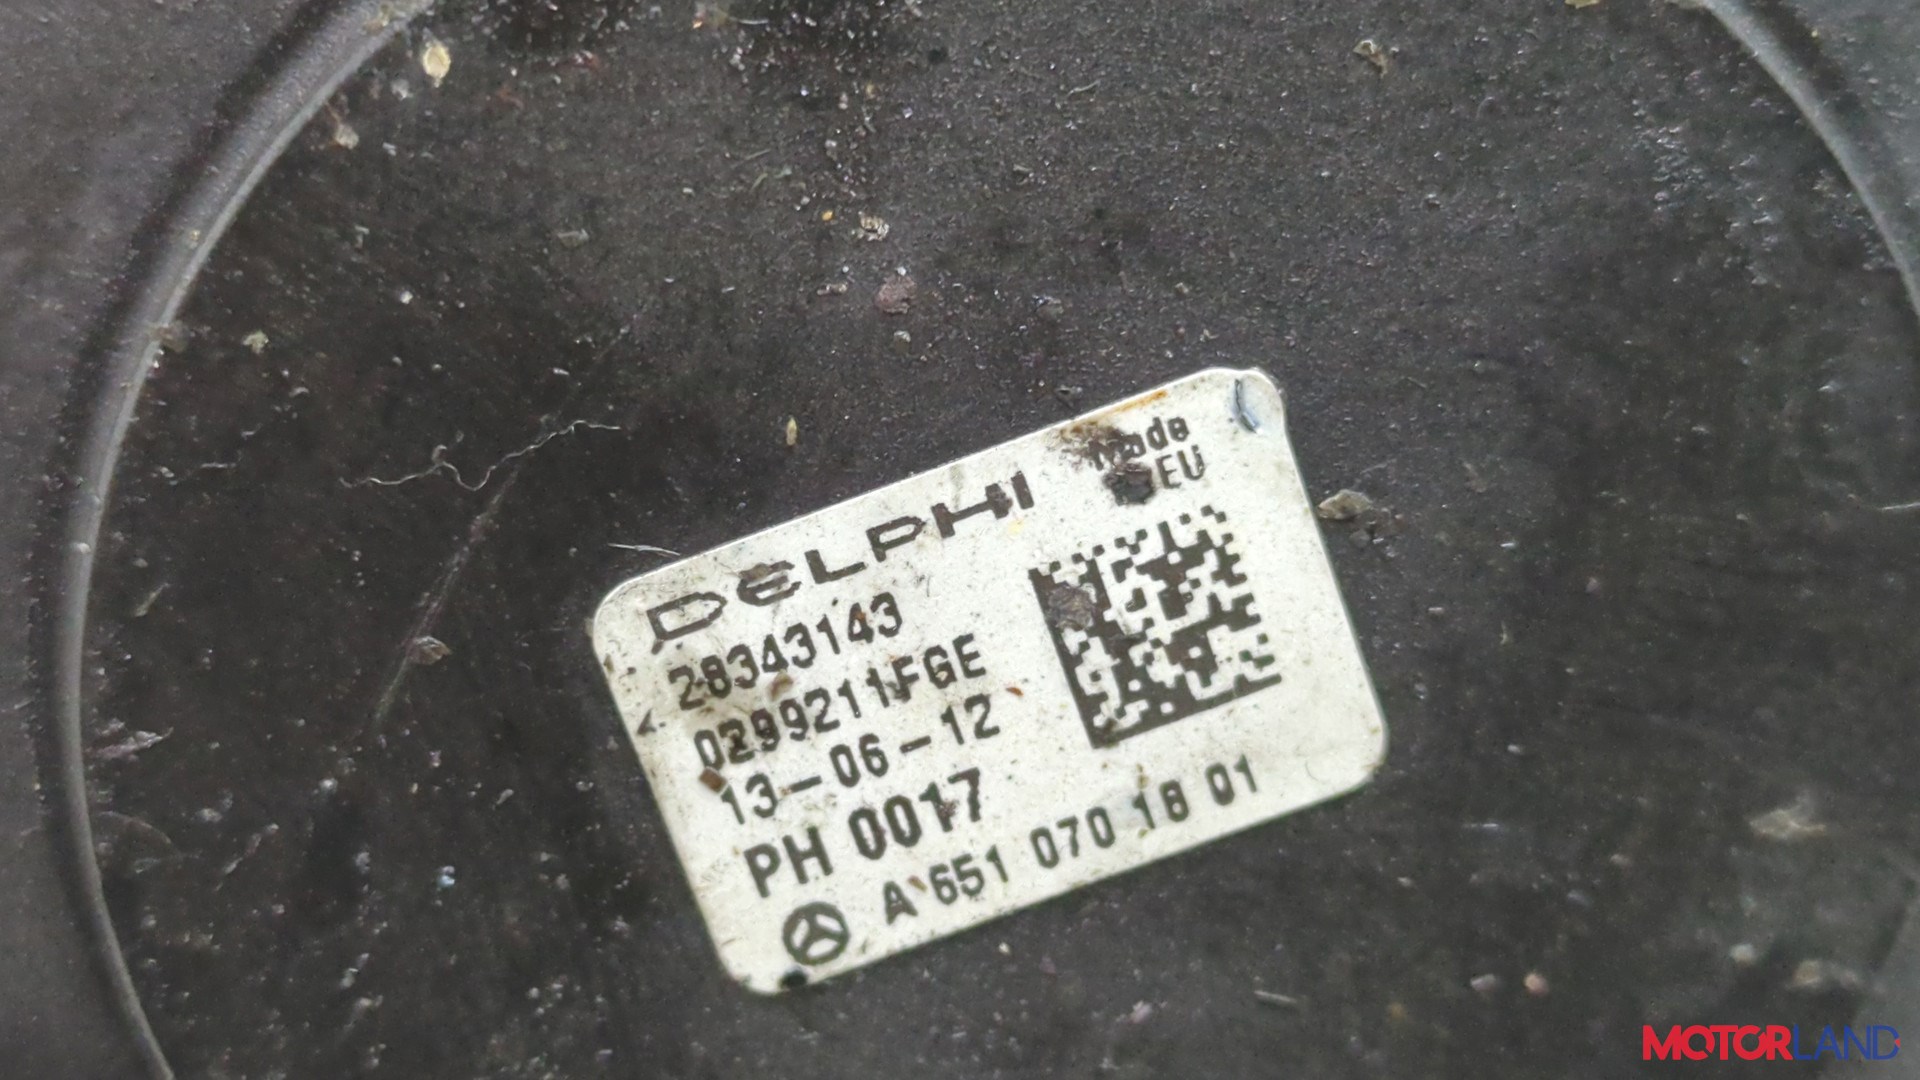 DELPHI
Made
EU
28343143
0299211FGE
13-06-12
PH 0017
A 651 070 18 01
MOTORLAND